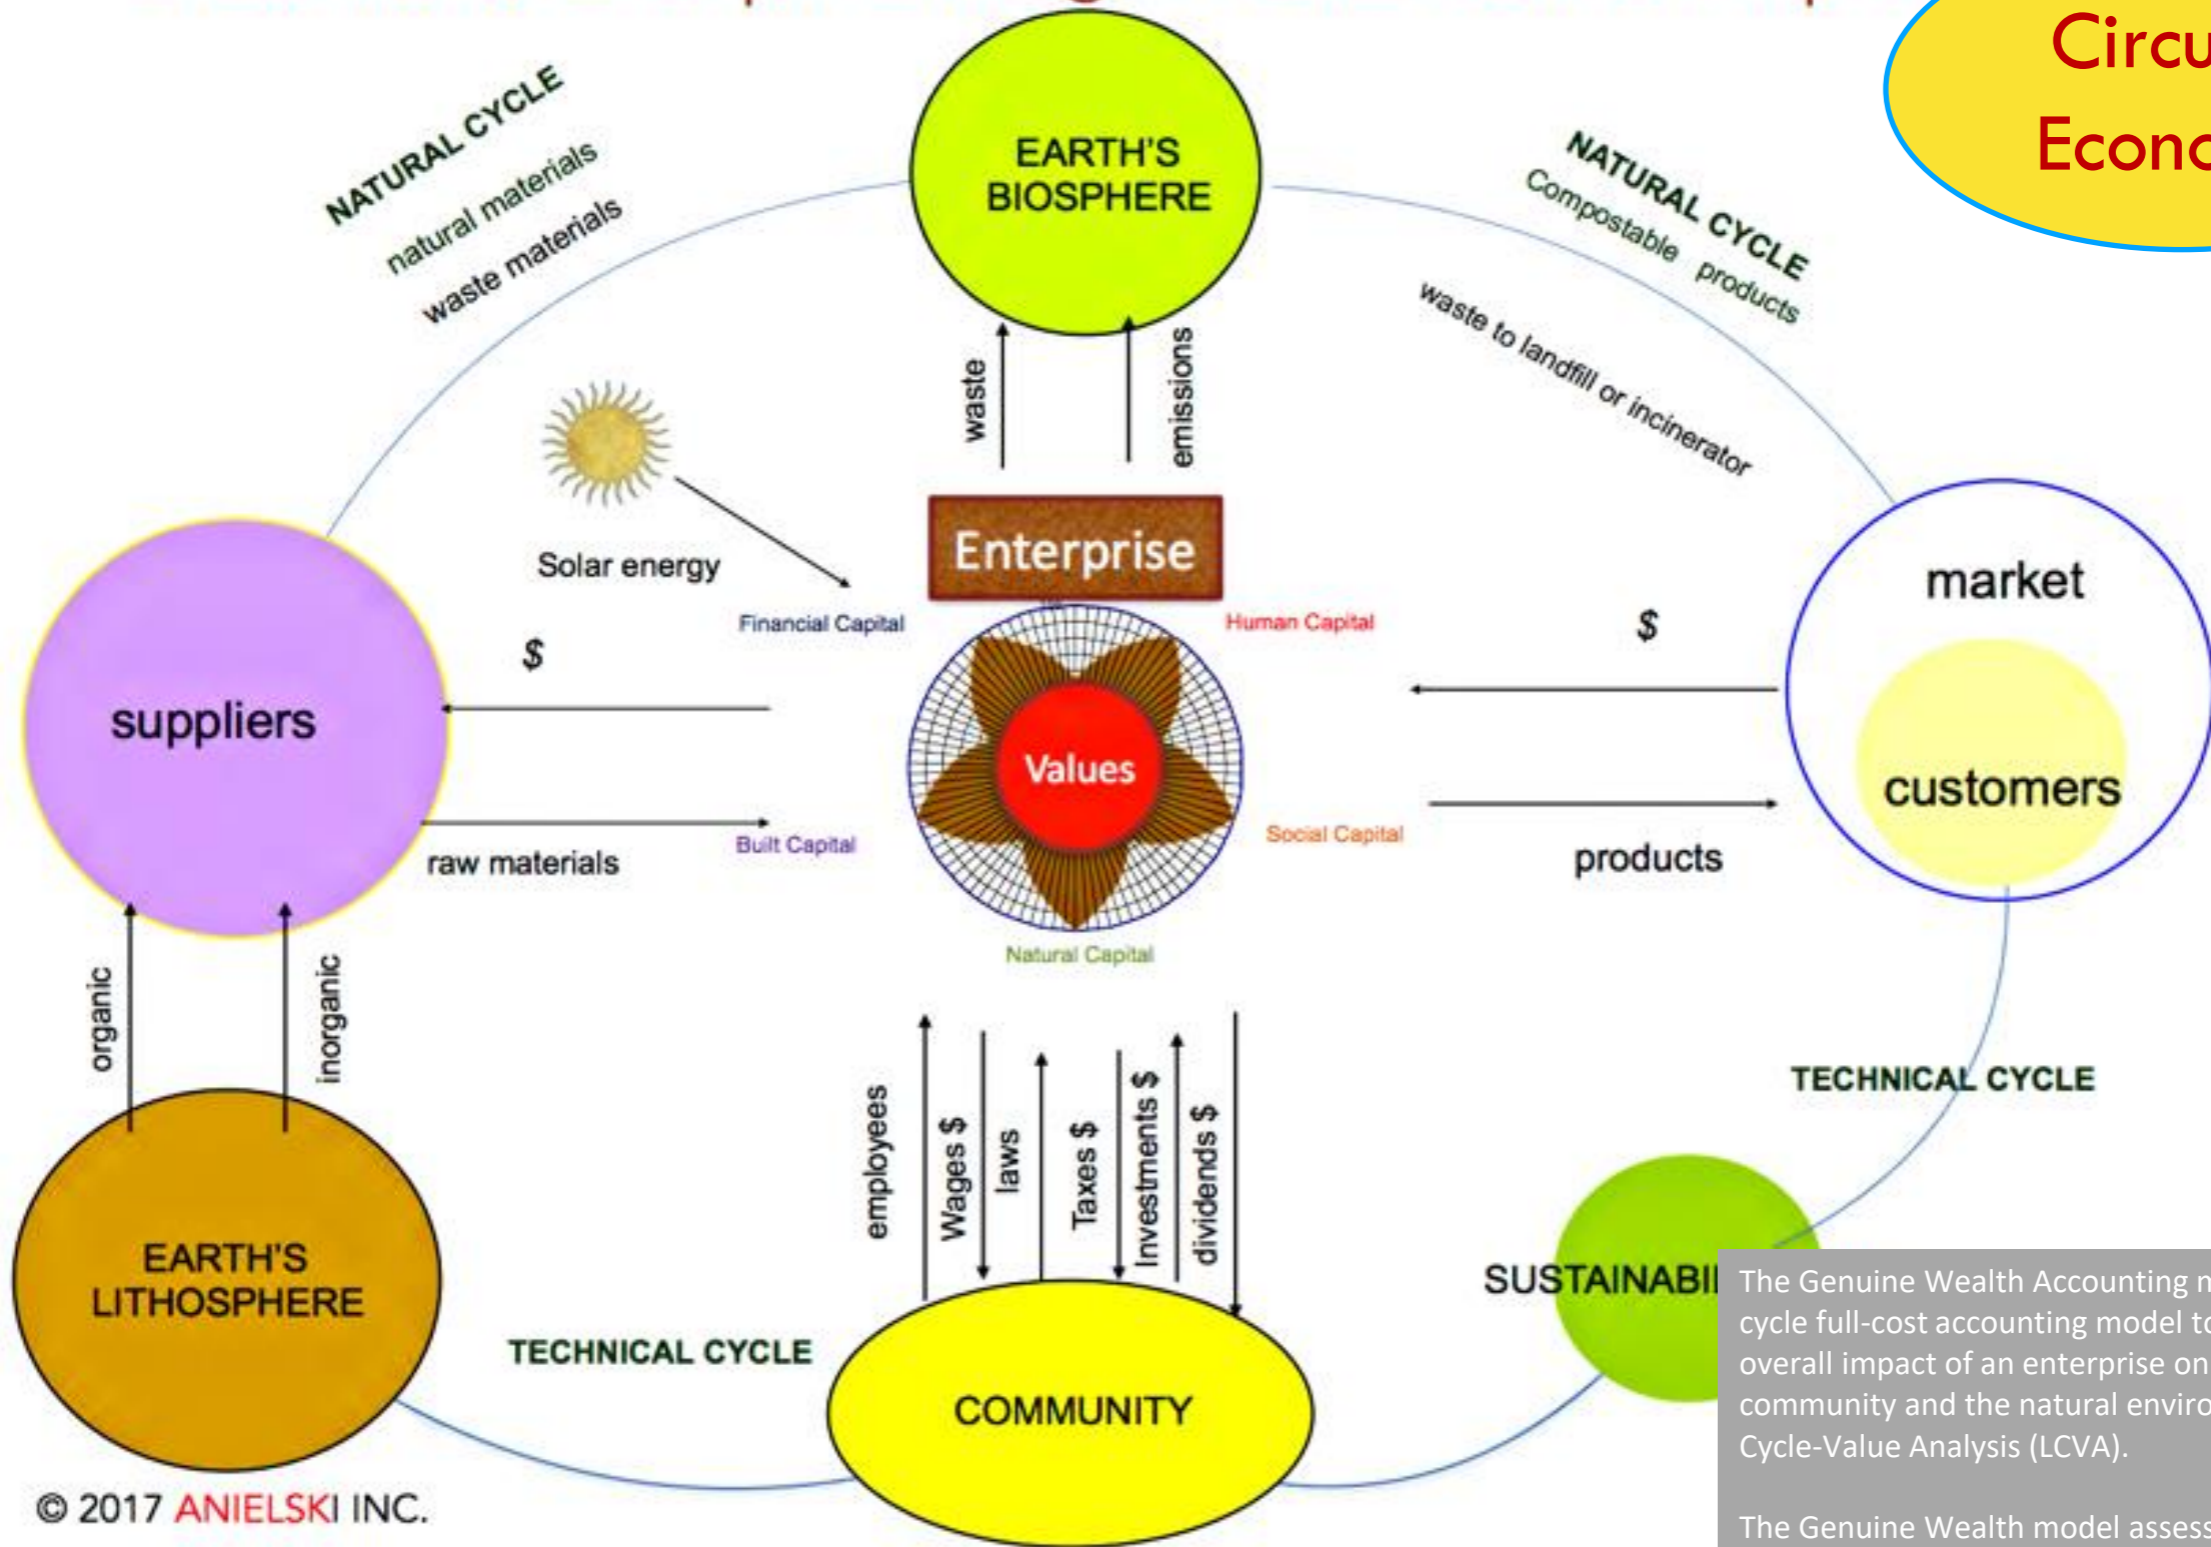 Circu
Econo
NATURAL CYCLE
natural materials
waste materials
EARTH'S
BIOSPHERE
NATURAL CYCLE
Compostable products
waste to landfill or incinerator
waste
emissions
Solar energy
Enterprise
Financial Capital
Human Capital
$
$
market
suppliers
Values
customers
raw materials
Built Capital
Social Capital
products
Natural Capital
organic
inorganic
employees
Wages $
laws
Taxes $
Investments $
dividends $
TECHNICAL CYCLE
EARTH'S
LITHOSPHERE
TECHNICAL CYCLE
COMMUNITY
SUSTAINABI
The Genuine Wealth Accounting
cycle full-cost accounting model to
overall impact of an enterprise on
community and the natural enviro
Cycle-Value Analysis (LCVA).
The Genuine Wealth model assess
© 2017 ANIELSKI INC.